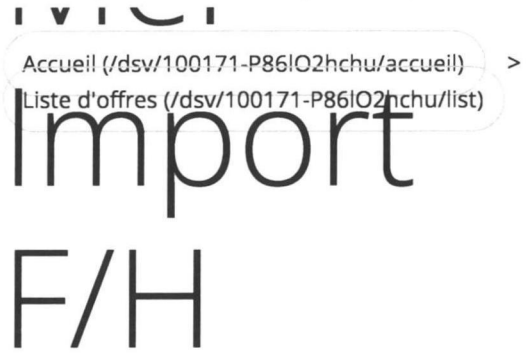 Accueil (/dsv/100171-P86lO2hchu/accueil) >
Liste d'offres (/dsv/100171-P86lO2hchu/list)
Import
F/H